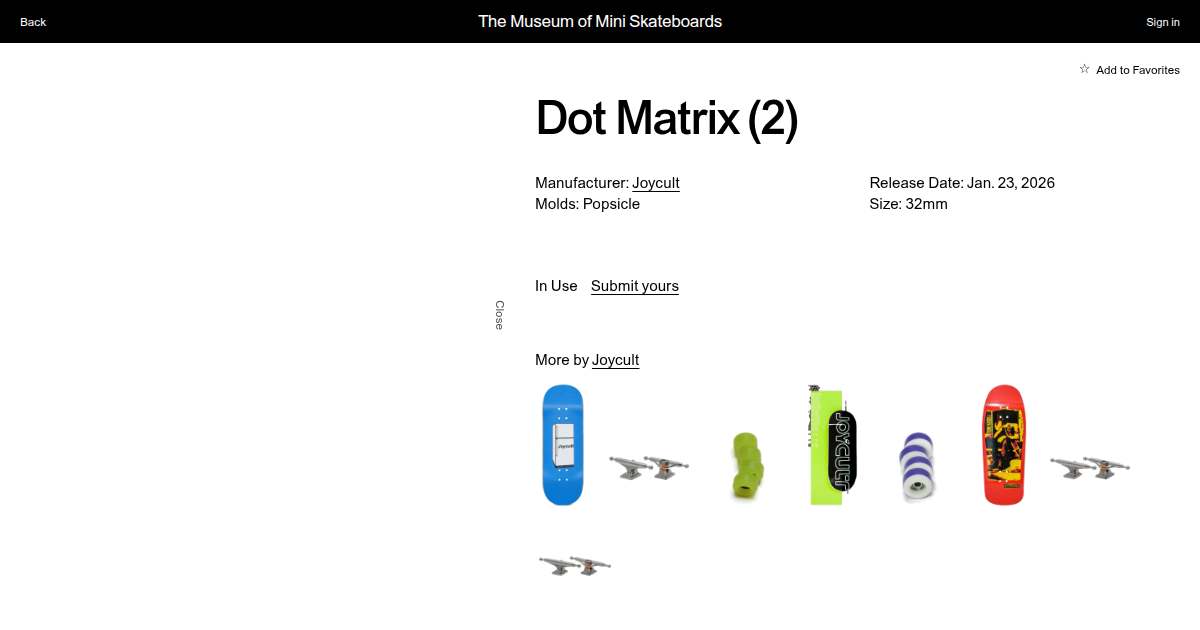 Back
The Museum of Mini Skateboards
Sign in
☆ Add to Favorites
Dot Matrix (2)
Manufacturer: Joycult
Molds: Popsicle
Release Date: Jan. 23, 2026
Size: 32mm
In Use Submit yours
Close
More by Joycult
JOYCULT